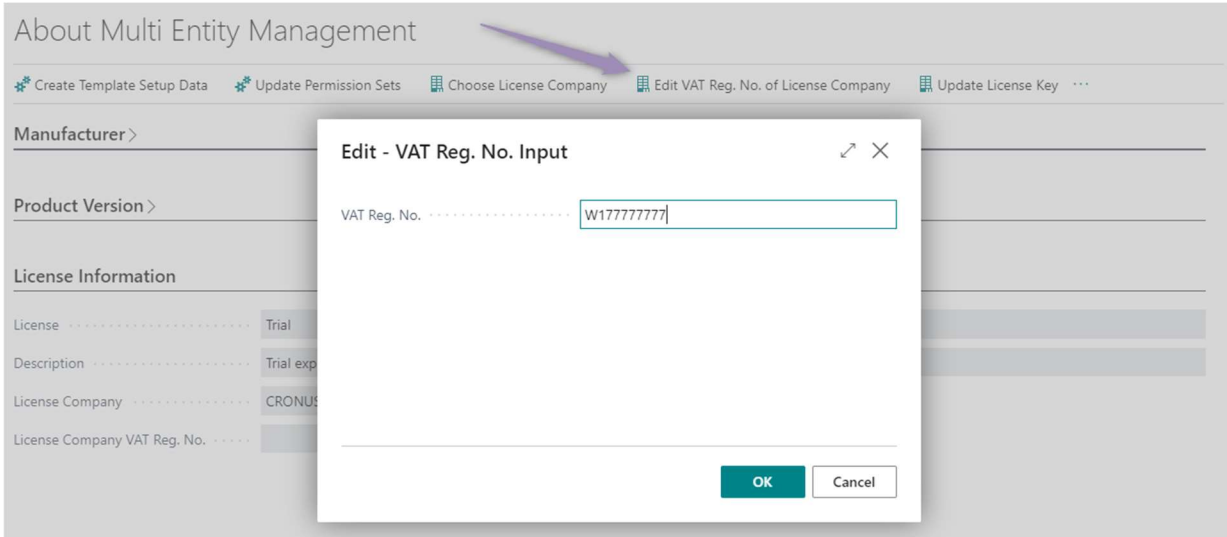 About Multi Entity Management
Create Template Setup Data Update Permission Sets Choose License Company Edit VAT Reg. No. of License Company Update License Key ...
Manufacturer >
Edit - VAT Reg. No. Input
Product Version >
VAT Reg. No. W177777777
License Information
License Trial
Description Trial exp
License Company CRONUS
License Company VAT Reg. No.
OK Cancel